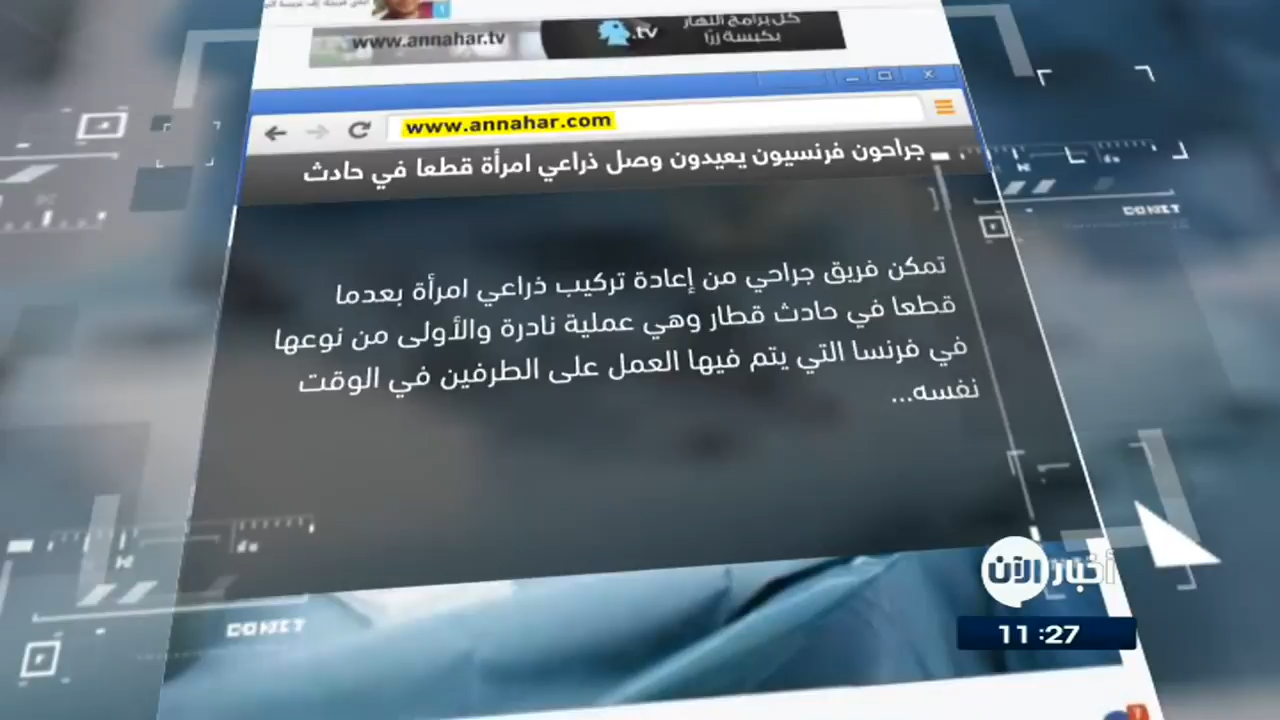 كل برامج النهار
بكبسة زرّ
.tv
www.annahar.tv
www.annahar.com
جراحون فرنسيون يعيدون وصل ذراعي امرأة قطعا في حادث
تمكن فريق جراحي من إعادة تركيب ذراعي امرأة بعدما
قطعا في حادث قطار وهي عملية نادرة والأولى من نوعها
في فرنسا التي يتم فيها العمل على الطرفين في الوقت
نفسه...
أخبار الآن
11:27